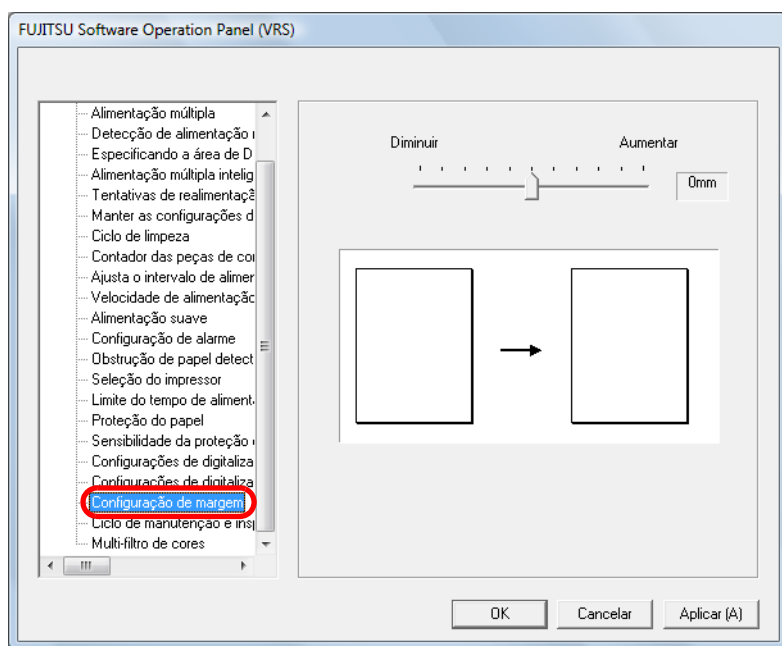 FUJITSU Software Operation Panel (VRS)
Alimentação múltipla
Detecção de alimentação
Especificando a área de D
Alimentação múltipla intelig
Tentativas de realimentaçã
Manter as configurações d
Ciclo de limpeza
Contador das peças de co
Ajusta o intervalo de alimer
Velocidade de alimentaçãc
Alimentação suave
Configuração de alarme
Obstrução de papel detect
Seleção do impressor
Limite do tempo de aliment
Proteção do papel
Sensibilidade da proteção
Configurações de digitaliza
Configurações de digitaliza
Configuração de margem
Ciclo de manutenção e insp
Multi-filtro de cores
Diminuir Aumentar
0mm
OK Cancelar Aplicar (A)